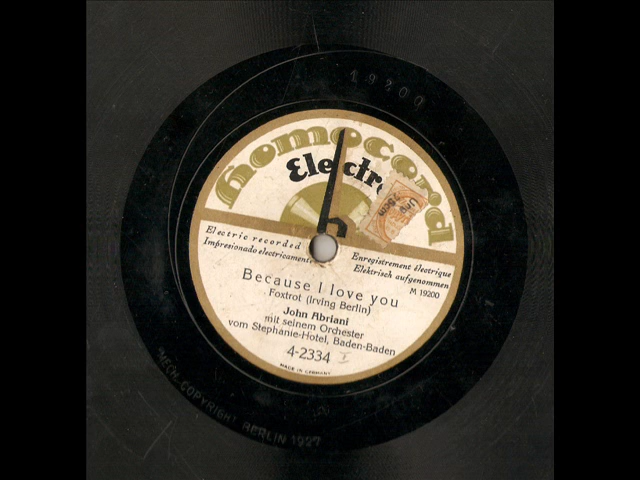 19200
Homocord
Electro
Electric recorded
Impresionado electricamente
Enregistrement électrique
Elektrisch aufgenommen
M 19200
Because I love you
Foxtrot (Irving Berlin)
John Abriani
mit seinem Orchester
vom Stephanie-Hotel, Baden-Baden
4-2334
MADE IN GERMANY
MECH. COPYRIGHT BERLIN 1927